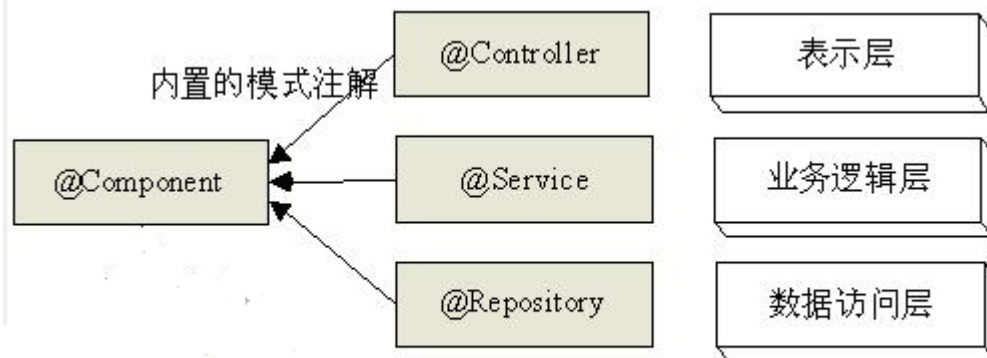 @Controller
表示层
内置的模式注解
@Component
@Service
业务逻辑层
@Repository
数据访问层